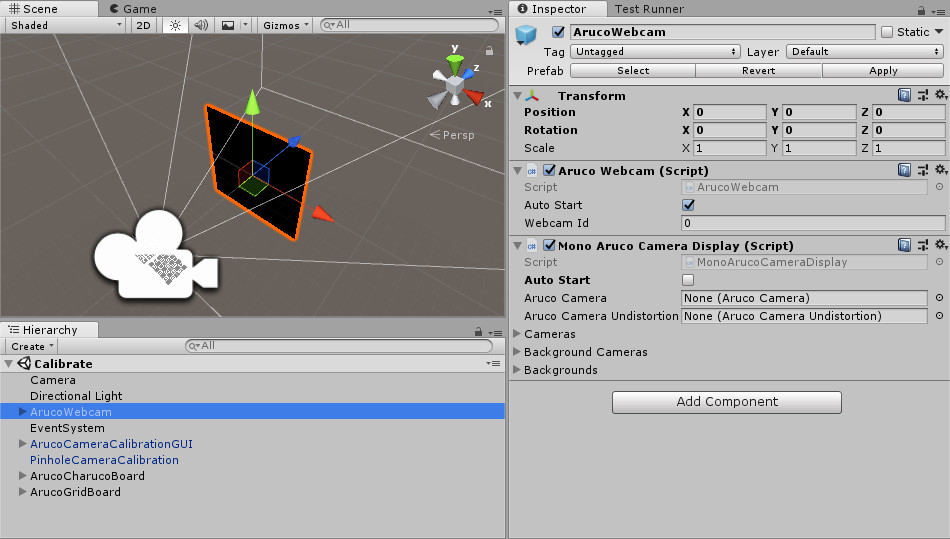 Scene Game
Shaded 2D Gizmos All
y
z
x
Persp
Hierarchy
Create All
Calibrate
Camera
Directional Light
ArucoWebcam
EventSystem
ArucoCameraCalibrationGUI
PinholeCameraCalibration
ArucoCharucoBoard
ArucoGridBoard
Inspector Test Runner
ArucoWebcam Static
Tag Untagged Layer Default
Prefab Select Revert Apply
Transform
Position X 0 Y 0 Z 0
Rotation X 0 Y 0 Z 0
Scale X 1 Y 1 Z 1
C# Aruco Webcam (Script)
Script ArucoWebcam
Auto Start
Webcam Id 0
C# Mono Aruco Camera Display (Script)
Script MonoArucoCameraDisplay
Auto Start
Aruco Camera None (Aruco Camera)
Aruco Camera Undistortion None (Aruco Camera Undistortion)
Cameras
Background Cameras
Backgrounds
Add Component